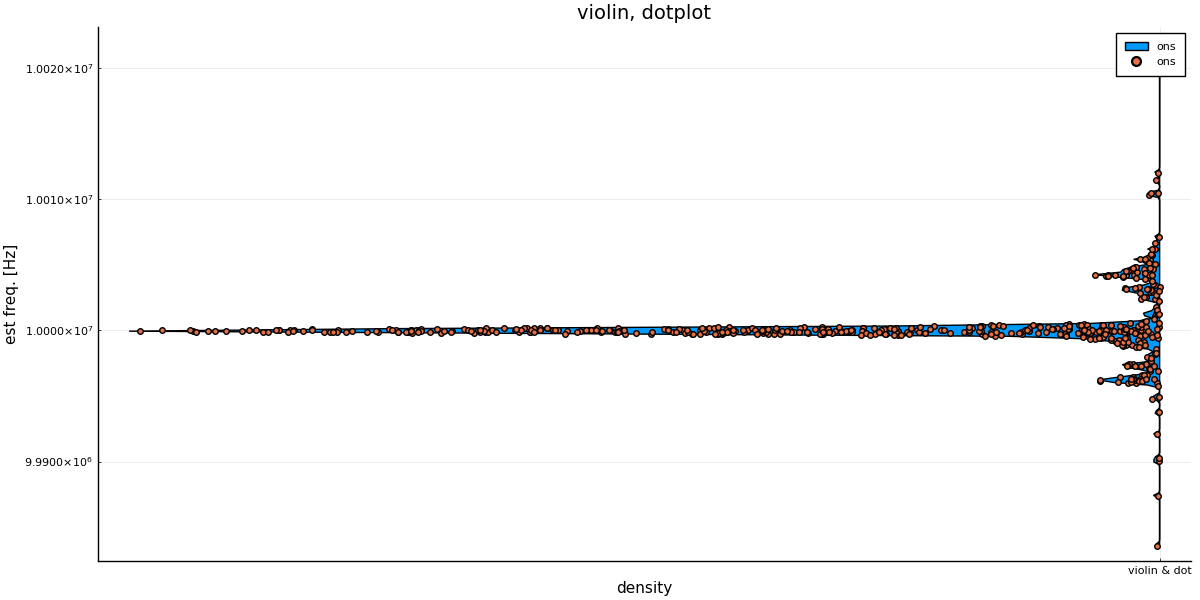 violin, dotplot
ons
ons
1.0020×10⁷
1.0010×10⁷
1.0000×10⁷
9.9900×10⁶
est freq. [Hz]
violin & dot
density